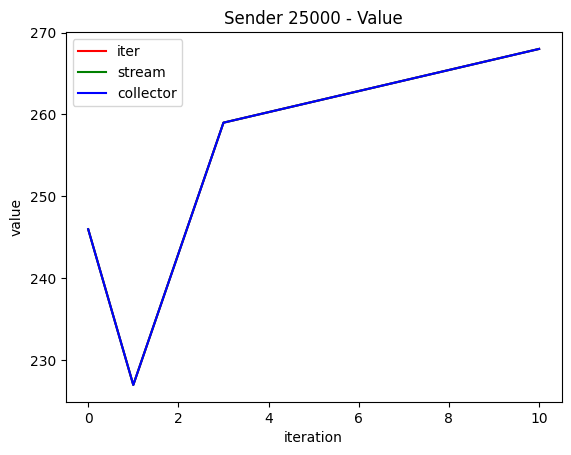 Sender 25000 - Value
iter
stream
collector
270
260
250
240
230
value
0 2 4 6 8 10
iteration